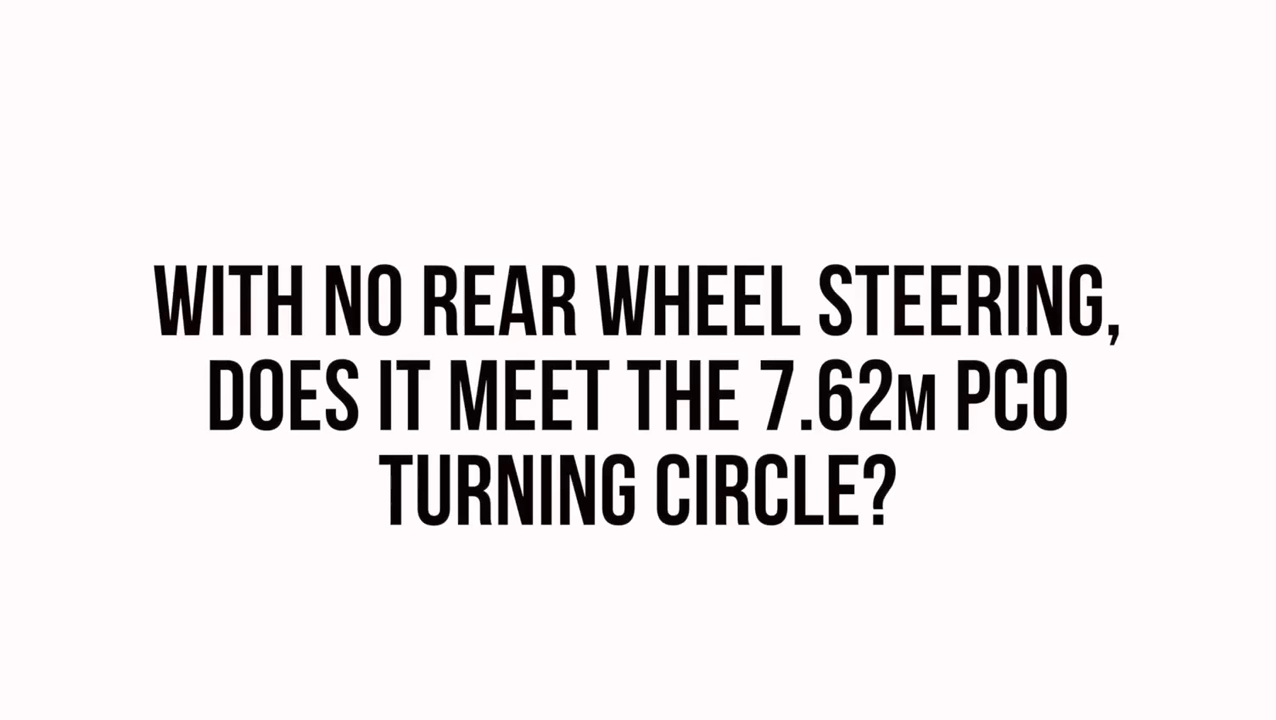 WITH NO REAR WHEEL STEERING,
DOES IT MEET THE 7.62M PCO
TURNING CIRCLE?